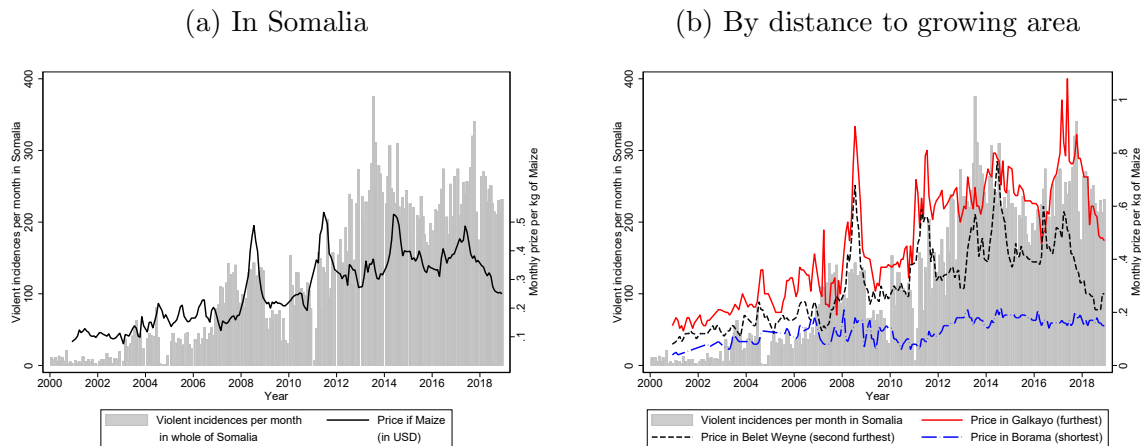 (a) In Somalia
(b) By distance to growing area
Violent incidences per month in Somalia
400
300
200
100
0
.5
.4
.3
.2
.1
Monthly prize per kg of Maize
2000 2002 2004 2006 2008 2010 2012 2014 2016 2018
Year
Violent incidences per month
in whole of Somalia
Price if Maize
(in USD)
Violent incidences per month in Somalia
400
300
200
100
0
1
.8
.6
.4
.2
0
Monthly prize per kg of Maize
2000 2002 2004 2006 2008 2010 2012 2014 2016 2018
Year
Violent incidences per month in Somalia
Price in Galkayo (furthest)
Price in Belet Weyne (second furthest)
Price in Borama (shortest)